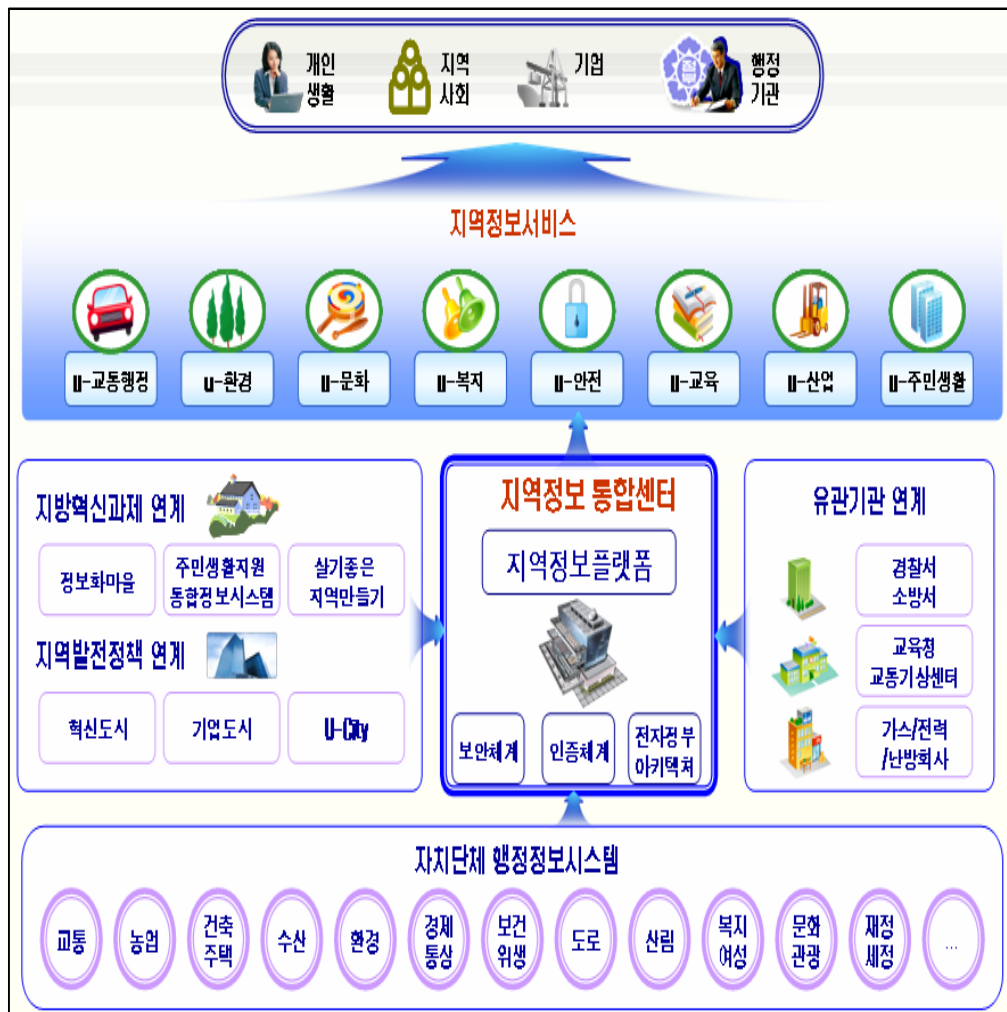 개인
생활
지역
사회
기업
정부
행정
기관
지역정보서비스
u-교통행정
u-환경
u-문화
u-복지
u-안전
u-교육
u-산업
u-주민생활
지방혁신과제 연계
정보화마을
주민생활지원
통합정보시스템
살기좋은
지역만들기
지역발전정책 연계
혁신도시
기업도시
U-City
지역정보 통합센터
지역정보플랫폼
보안체계
인증체계
전자정부
아키텍처
유관기관 연계
경찰서
소방서
교육청
교통기상센터
가스/전력
/난방회사
자치단체 행정정보시스템
교통
농업
건축
주택
수산
환경
경제
통상
보건
위생
도로
산림
복지
여성
문화
관광
재정
세정
...